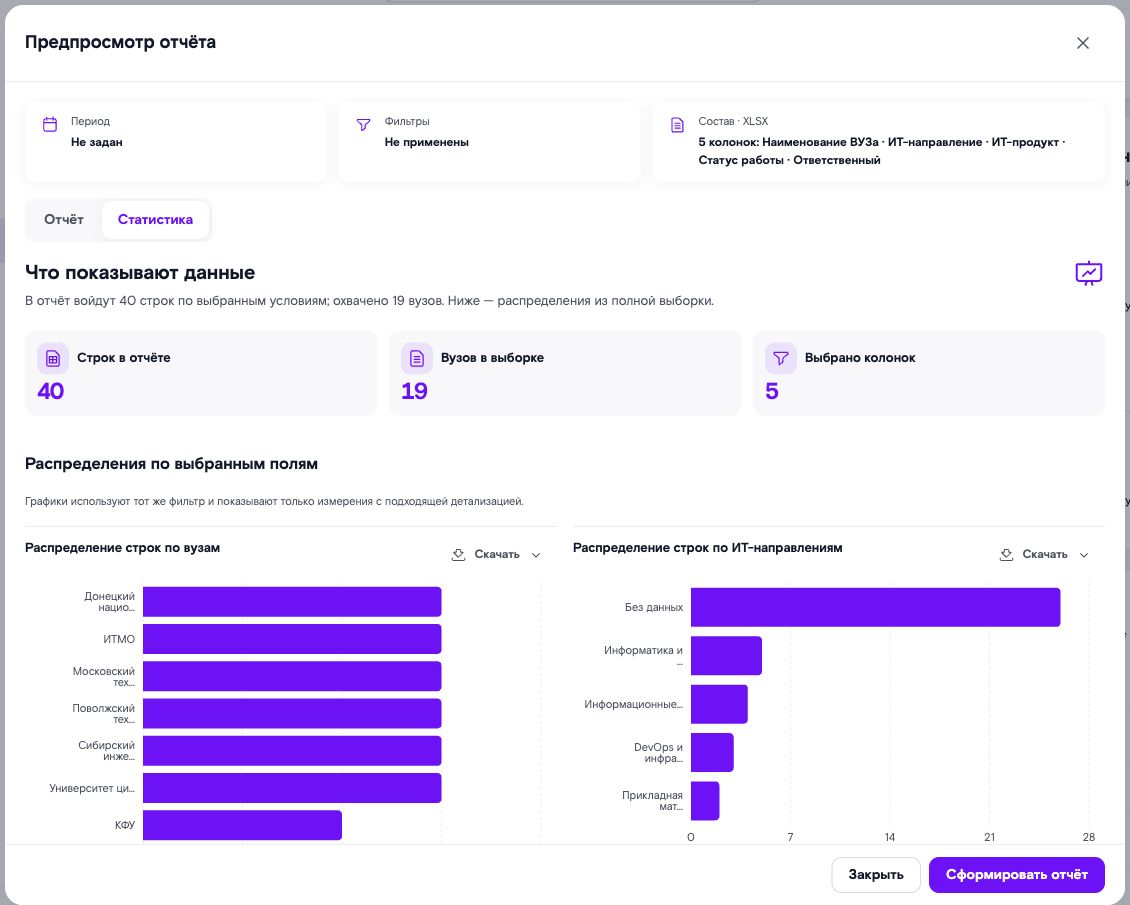 Предпросмотр отчёта
Период
Не задан
Фильтры
Не применены
Состав · XLSX
5 колонок: Наименование ВУЗа · ИТ-направление · ИТ-продукт ·
Статус работы · Ответственный
Отчёт
Статистика
Что показывают данные
В отчёт войдут 40 строк по выбранным условиям; охвачено 19 вузов. Ниже — распределения из полной выборки.
Строк в отчёте
40
Вузов в выборке
19
Выбрано колонок
5
Распределения по выбранным полям
Графики используют тот же фильтр и показывают только измерения с подходящей детализацией.
Распределение строк по вузам
Скачать
Донецкий
нацио...
ИТМО
Московский
тех...
Поволжский
тех...
Сибирский
инже...
Университет ци...
КФУ
Распределение строк по ИТ-направлениям
Скачать
Без данных
Информатика и
...
Информационные...
DevOps и
инфра...
Прикладная
мат...
0 7 14 21 28
Закрыть
Сформировать отчёт